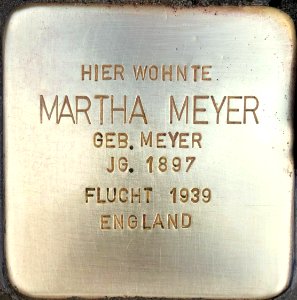 HIER WOHNTE
MARTHA MEYER
GEB. MEYER
JG. 1897
FLUCHT 1939
ENGLAND